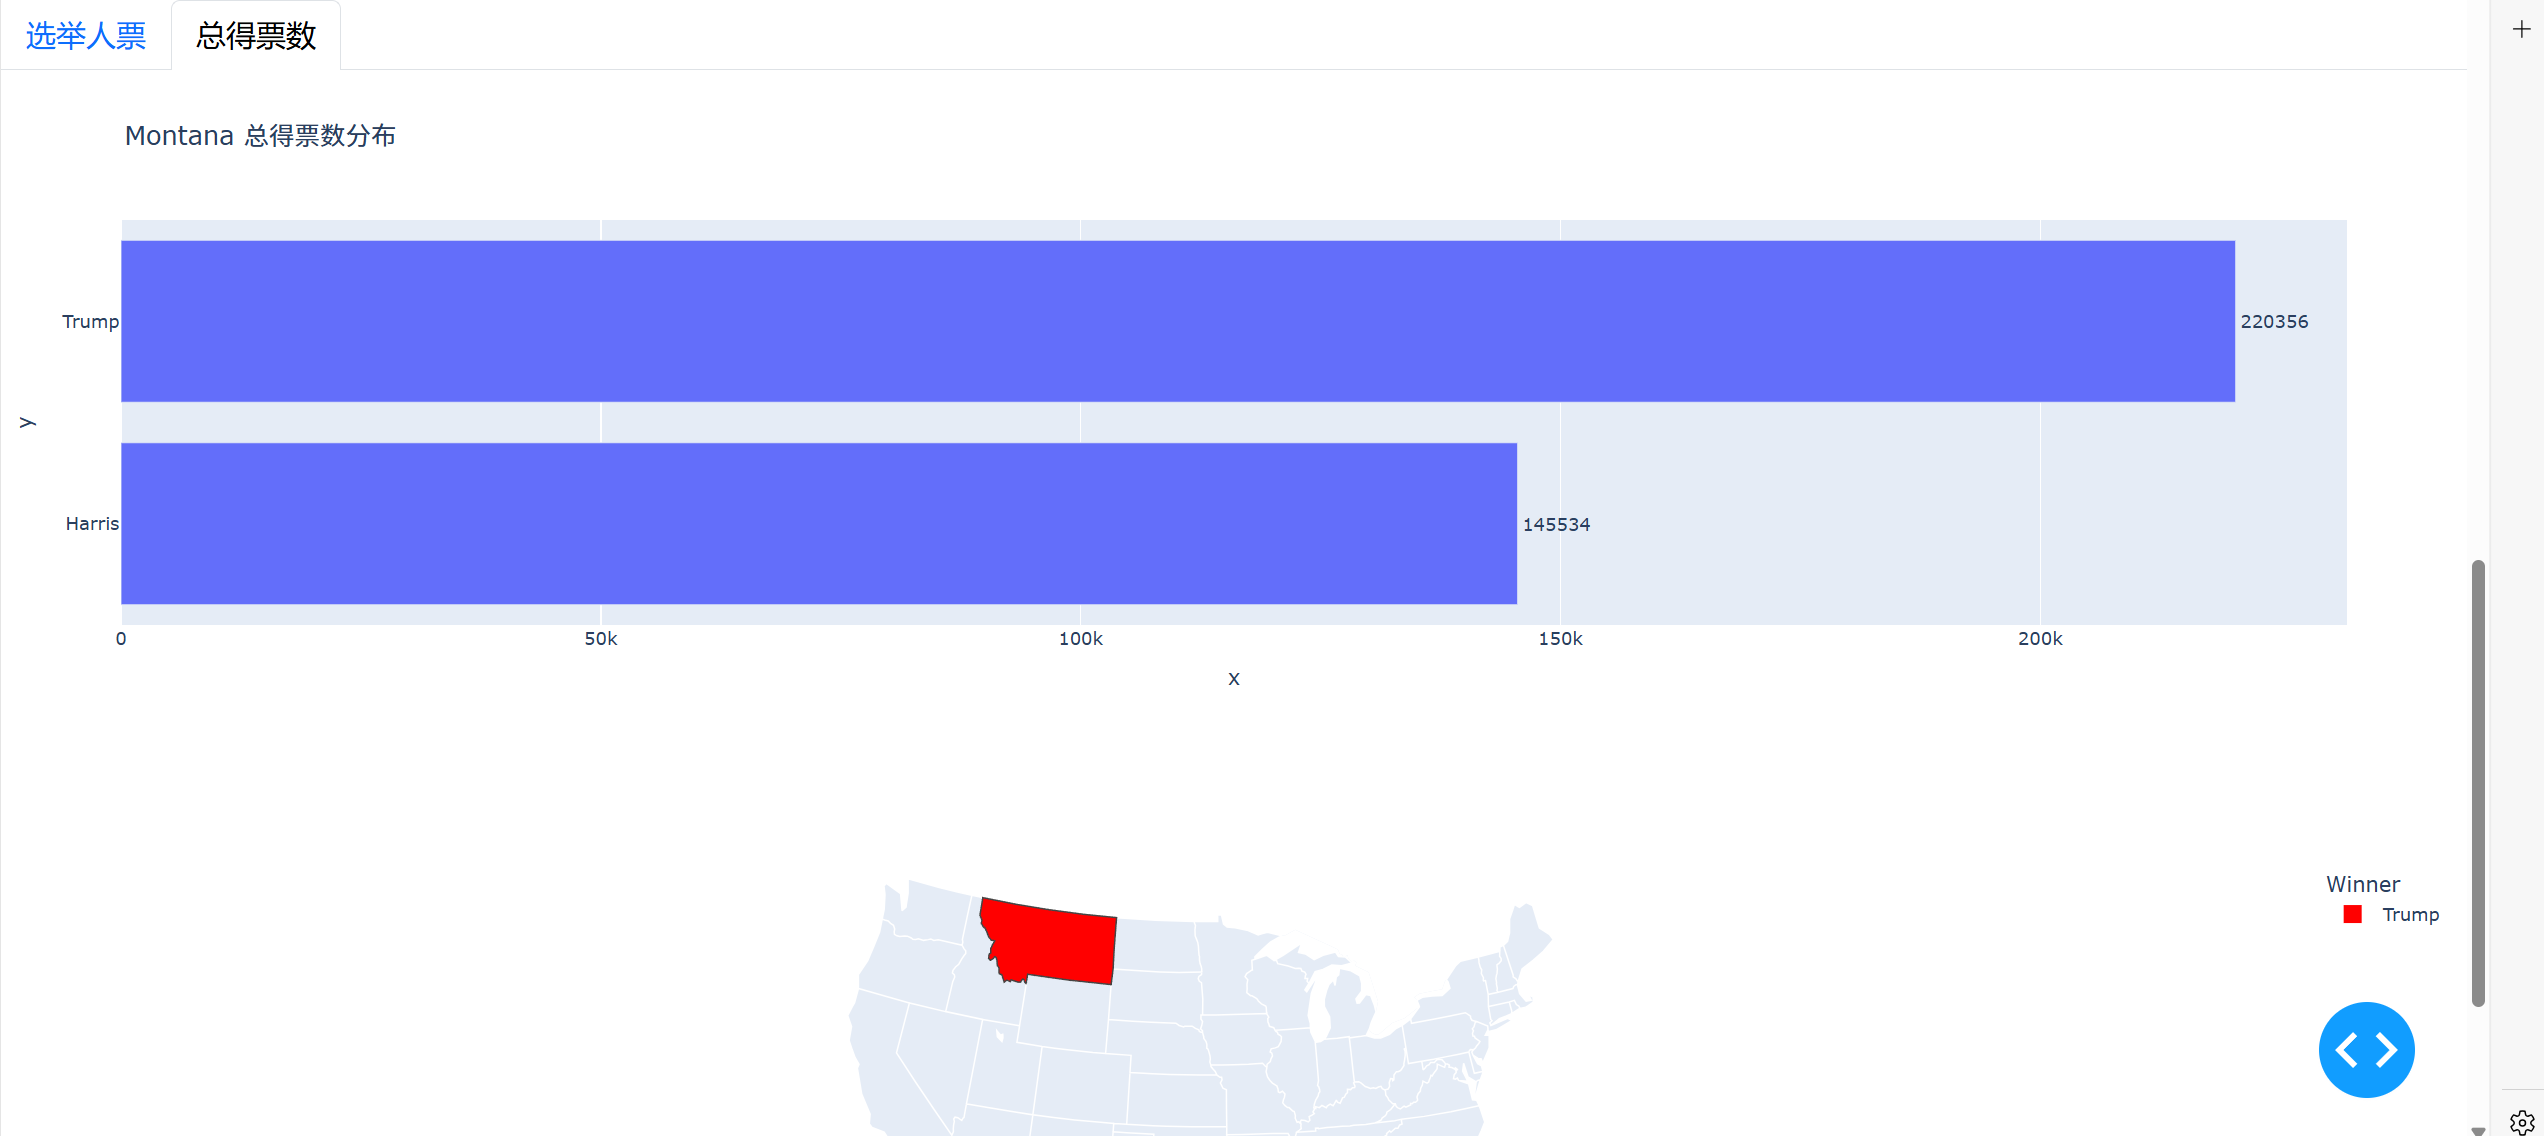 选举人票 总得票数
Montana 总得票数分布
Trump 220356
y
Harris 145534
0 50k 100k 150k 200k
x
Winner
Trump